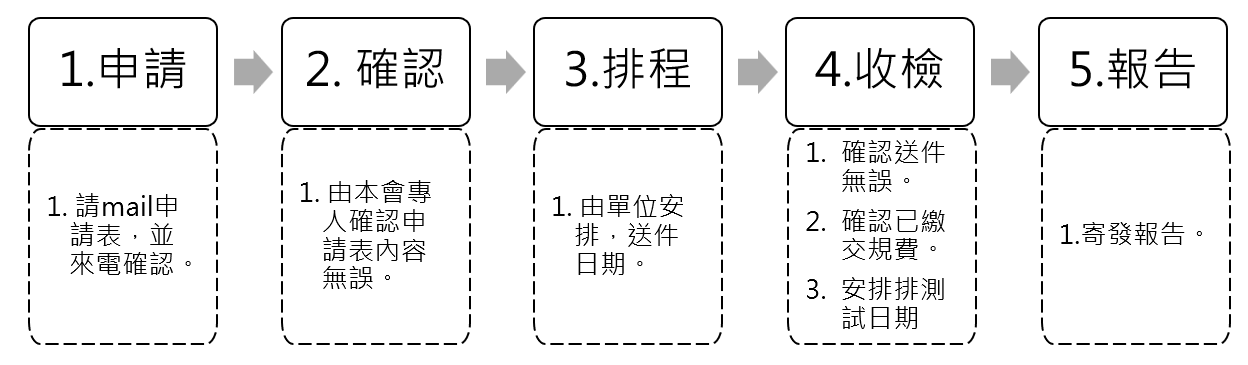 1.申請
2. 確認
3.排程
4.收檢
5.報告
1. 請mail申
請表，並
來電確認。
1. 由本會專
人確認申
請表內容
無誤。
1. 由單位安
排，送件
日期。
1. 確認送件
無誤。
2. 確認已繳
交規費。
3. 安排排測
試日期
1.寄發報告。